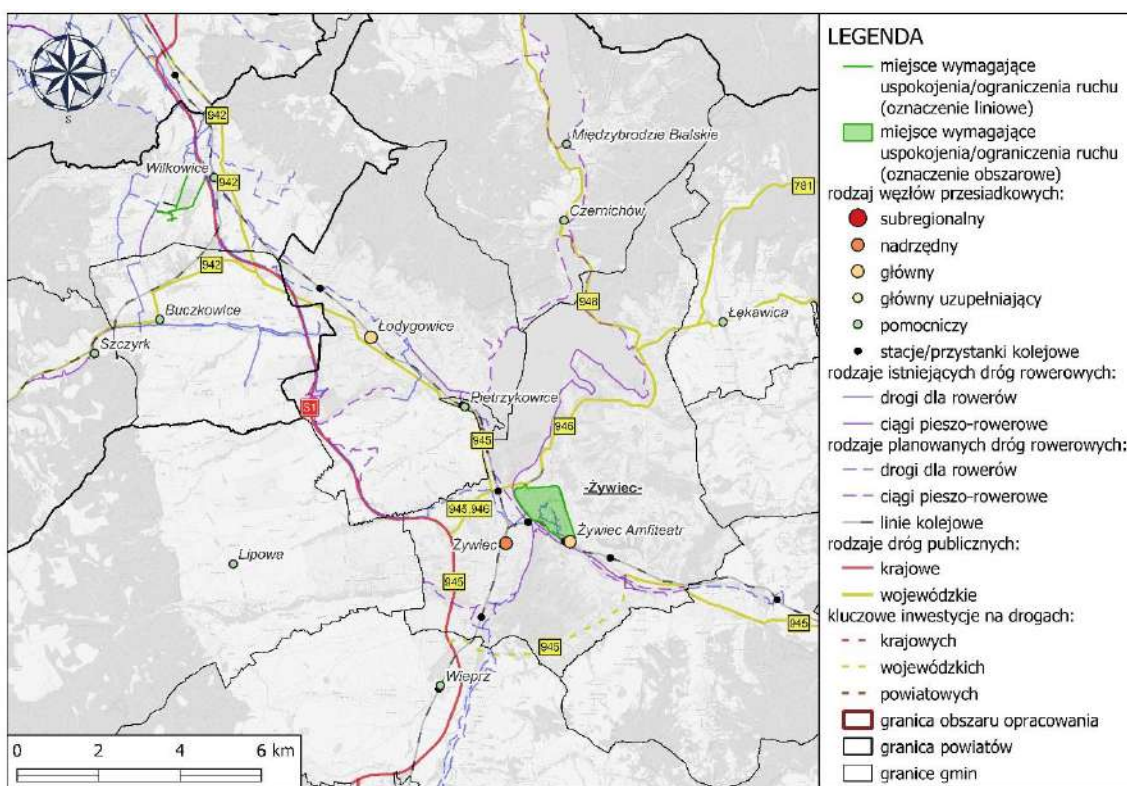 W
E
S
942
Wilkowice
942
Międzybrodzie Bialskie
781
Czernichów
942
948
Buczkowice
Łodygowice
Łękawica
Szczyrk
S1
Pietrzykowice
945
946
-Żywiec-
945,946
Żywiec
Żywiec Amfiteatr
Lipowa
945
945
945
Wieprz
0 2 4 6 km
LEGENDA
miejsce wymagające
uspokojenia/ograniczenia ruchu
(oznaczenie liniowe)
miejsce wymagające
uspokojenia/ograniczenia ruchu
(oznaczenie obszarowe)
rodzaj węzłów przesiadkowych:
subregionalny
nadrzędny
główny
główny uzupełniający
pomocniczy
stacje/przystanki kolejowe
rodzaje istniejących dróg rowerowych:
drogi dla rowerów
ciągi pieszo-rowerowe
rodzaje planowanych dróg rowerowych:
drogi dla rowerów
ciągi pieszo-rowerowe
linie kolejowe
rodzaje dróg publicznych:
krajowe
wojewódzkie
kluczowe inwestycje na drogach:
krajowych
wojewódzkich
powiatowych
granica obszaru opracowania
granica powiatów
granice gmin